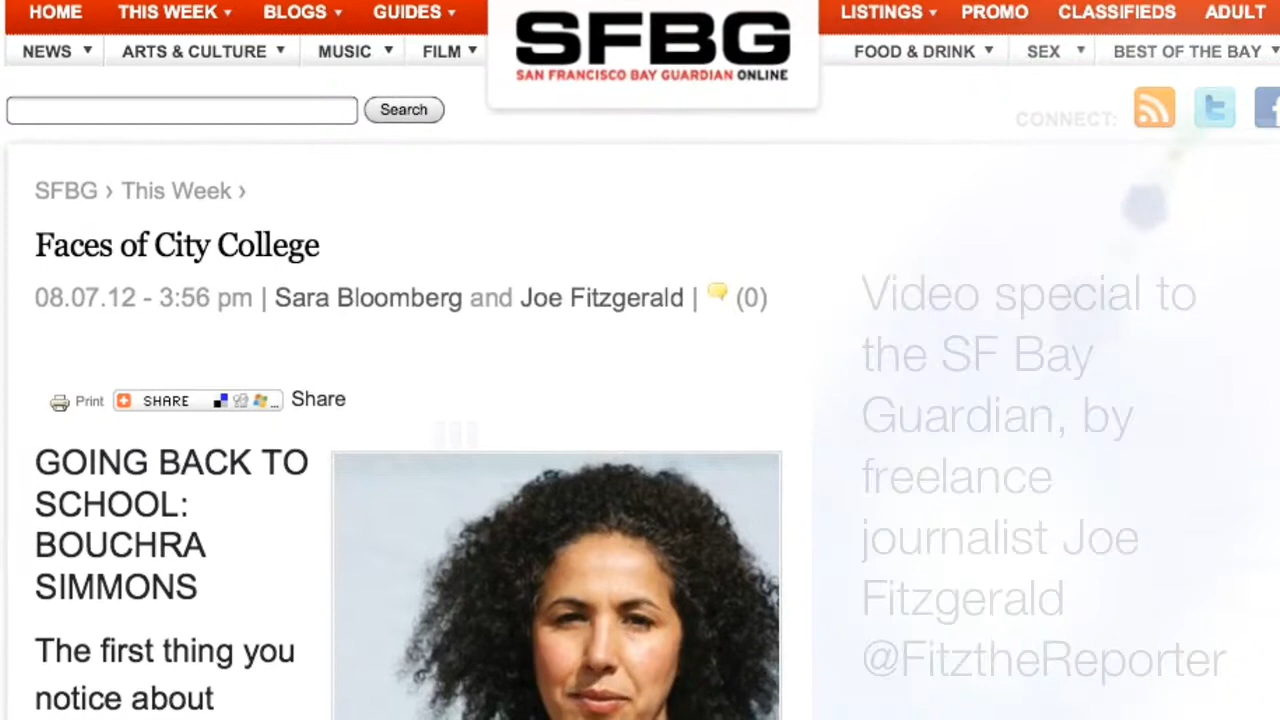 HOME THIS WEEK BLOGS GUIDES
LISTINGS PROMO CLASSIFIEDS ADULT
NEWS ARTS & CULTURE MUSIC FILM
SFBG
SAN FRANCISCO BAY GUARDIAN ONLINE
FOOD & DRINK SEX BEST OF THE BAY
Search
CONNECT:
SFBG › This Week ›
Faces of City College
08.07.12 - 3:56 pm | Sara Bloomberg and Joe Fitzgerald | (0)
Print SHARE Share
GOING BACK TO
SCHOOL:
BOUCHRA
SIMMONS
The first thing you
notice about
Video special to
the SF Bay
Guardian, by
freelance
journalist Joe
Fitzgerald
@FitztheReporter